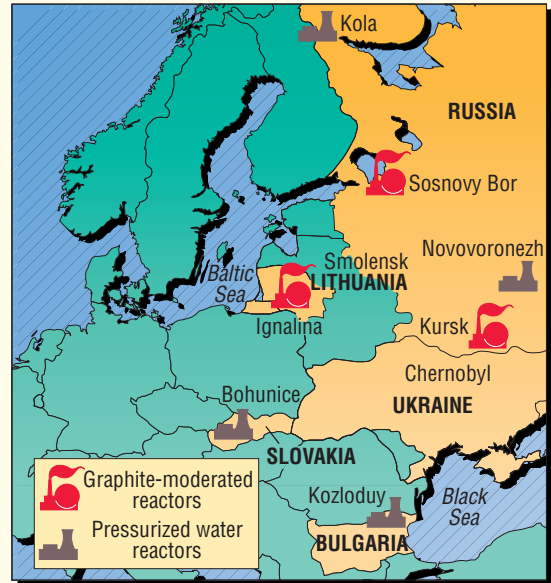 Kola
RUSSIA
Sosnovy Bor
Novovoronezh
Smolensk
Baltic
Sea
LITHUANIA
Ignalina
Kursk
Chernobyl
UKRAINE
Bohunice
SLOVAKIA
Graphite-moderated
reactors
Pressurized water
reactors
Kozloduy
Black
Sea
BULGARIA